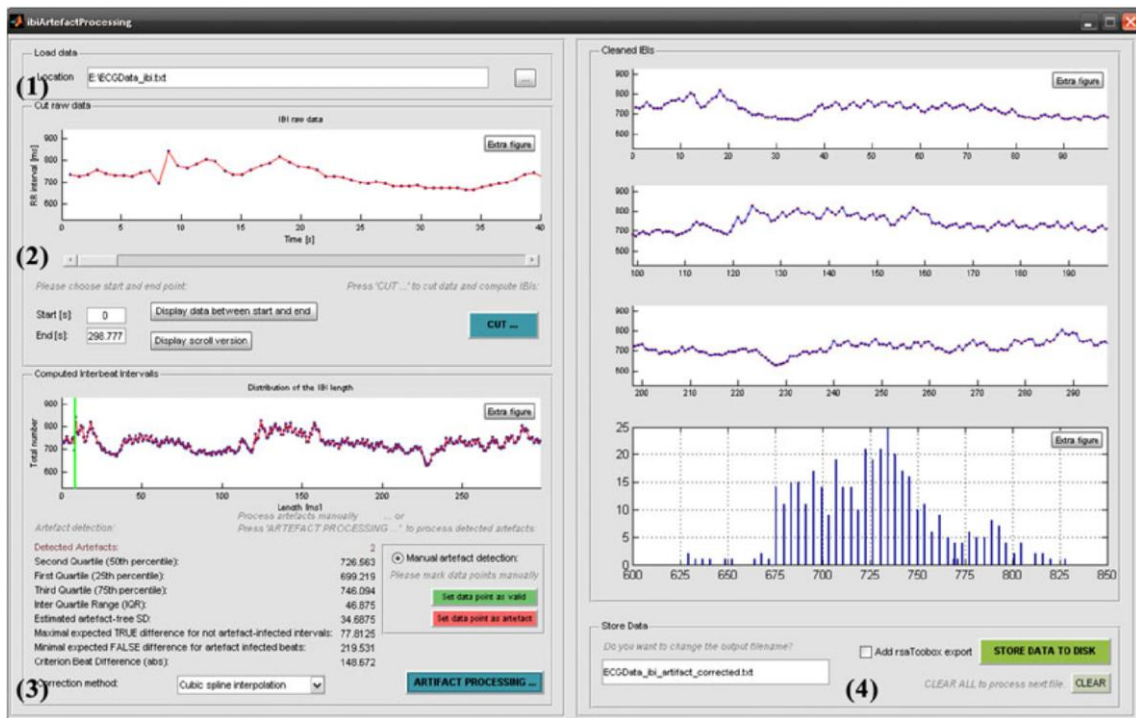 ibiArtefactProcessing
Load data
(1)
Location E:\ECGData_ibi.txt ...
Cut raw data
IBI raw data
Extra figure
RR interval [ms]
900
800
700
600
0 5 10 15 20 25 30 35 40
Time [s]
(2)
Please choose start and end point: Press 'CUT ...' to cut data and compute IBIs:
Start [s]: 0 Display data between start and end
CUT ...
End [s]: 298.777 Display scroll version
Computed Interbeat Intervalls
Distribution of the IBI length
Extra figure
Total number
900
800
700
600
0 50 100 150 200 250
Length [ms]
Process artefacts manually ... or
Artefact detection: Press 'ARTEFACT PROCESSING ...' to process detected artefacts:
Detected Artefacts: 2
Second Quartile (50th percentile): 726.563
First Quartile (25th percentile): 699.219
Third Quartile (75th percentile): 746.094
Inter Quartile Range (IQR): 46.875
Estimated artefact-free SD: 34.6875
Maximal expected TRUE difference for not artefact-infected intervals: 77.8125
Minimal expected FALSE difference for artefact infected beats: 219.531
Criterion Beat Difference (abs): 148.672
Manual artefact detection:
Please mark data points manually
Set data point as valid
Set data point as artefact
(3)
Correction method: Cubic spline interpolation ARTIFACT PROCESSING ...
Cleaned IBIs
Extra figure
900
800
700
600
0 10 20 30 40 50 60 70 80 90
900
800
700
600
100 110 120 130 140 150 160 170 180 190
900
800
700
600
200 210 220 230 240 250 260 270 280 290
Extra figure
25
20
15
10
5
0
600 625 650 675 700 725 750 775 800 825 850
Store Data
Do you want to change the output filename?
Add rsaToobox export STORE DATA TO DISK
ECGData_ibi_artifact_corrected.txt
(4)
CLEAR ALL to process next file. CLEAR